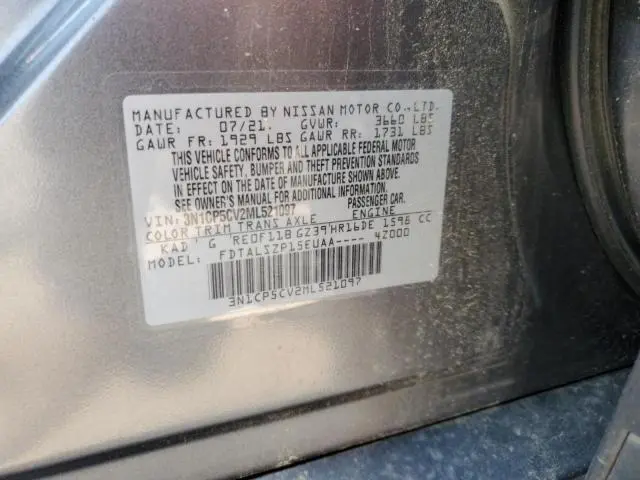 MANUFACTURED BY NISSAN MOTOR CO.,LTD.
DATE: 07/21. GVWR: 3660 LBS
GAWR FR: 1929 LBS GAWR RR: 1731 LBS
THIS VEHICLE CONFORMS TO ALL APPLICABLE FEDERAL MOTOR
VEHICLE SAFETY, BUMPER AND THEFT PREVENTION STANDARDS
IN EFFECT ON THE DATE OF MANUFACTURE SHOWN ABOVE.
SEE OWNER'S MANUAL FOR ADDITIONAL INFORMATION
VIN: 3N1CP5CV2ML521097 PASSENGER CAR.
COLOR TRIM TRANS AXLE ENGINE
KAD G RE0F11B GZ39 HR16DE 1598 CC
MODEL: FDTALSZP15EUAA---- 4Z000
3N1CP5CV2ML521097